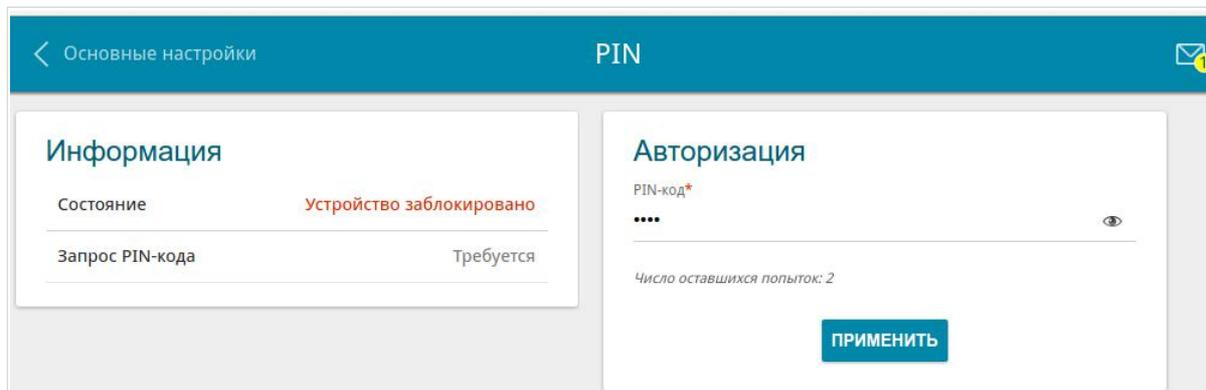 Основные настройки
PIN
1
Информация
Состояние Устройство заблокировано
Запрос PIN-кода Требуется
Авторизация
PIN-код*
••••
Число оставшихся попыток: 2
ПРИМЕНИТЬ